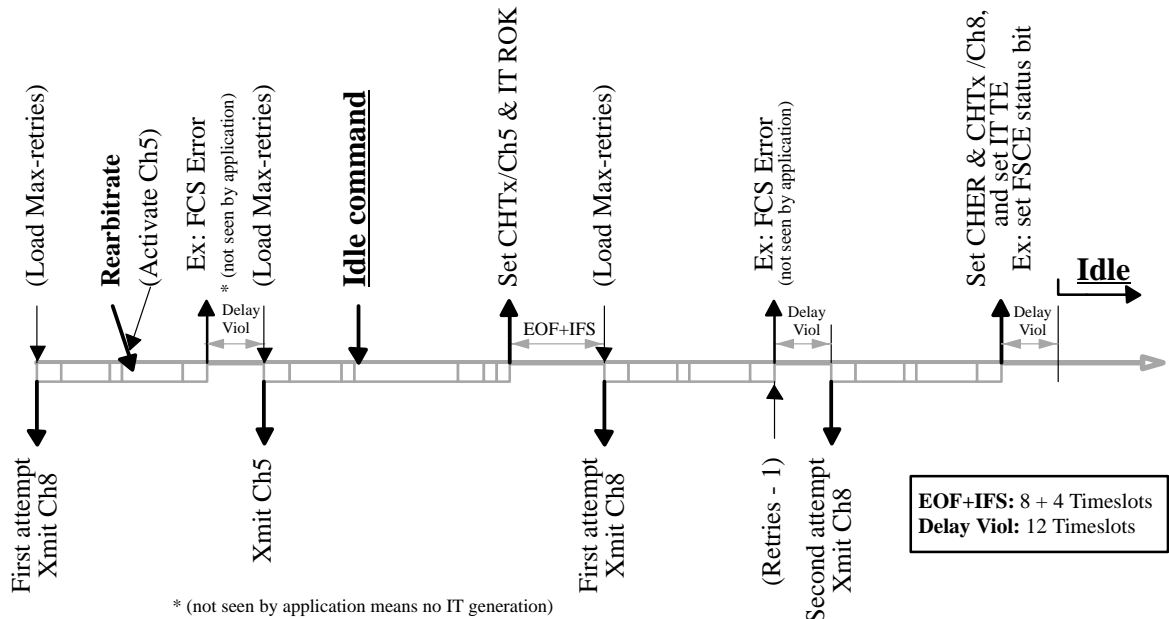 (Load Max-retries)
Rearbitrate
(Activate Ch5)
Ex: FCS Error
* (not seen by application)
(Load Max-retries)
Idle command
Set CHTx/Ch5 & IT ROK
(Load Max-retries)
Ex: FCS Error
(not seen by application)
Set CHER & CHTx /Ch8,
and set IT TE
Ex: set FSCE status bit
Idle
Delay
Viol
EOF+IFS
Delay
Viol
Delay
Viol
First attempt
Xmit Ch8
Xmit Ch5
First attempt
Xmit Ch8
(Retries - 1)
Second attempt
Xmit Ch8
EOF+IFS: 8 + 4 Timeslots
Delay Viol: 12 Timeslots
* (not seen by application means no IT generation)